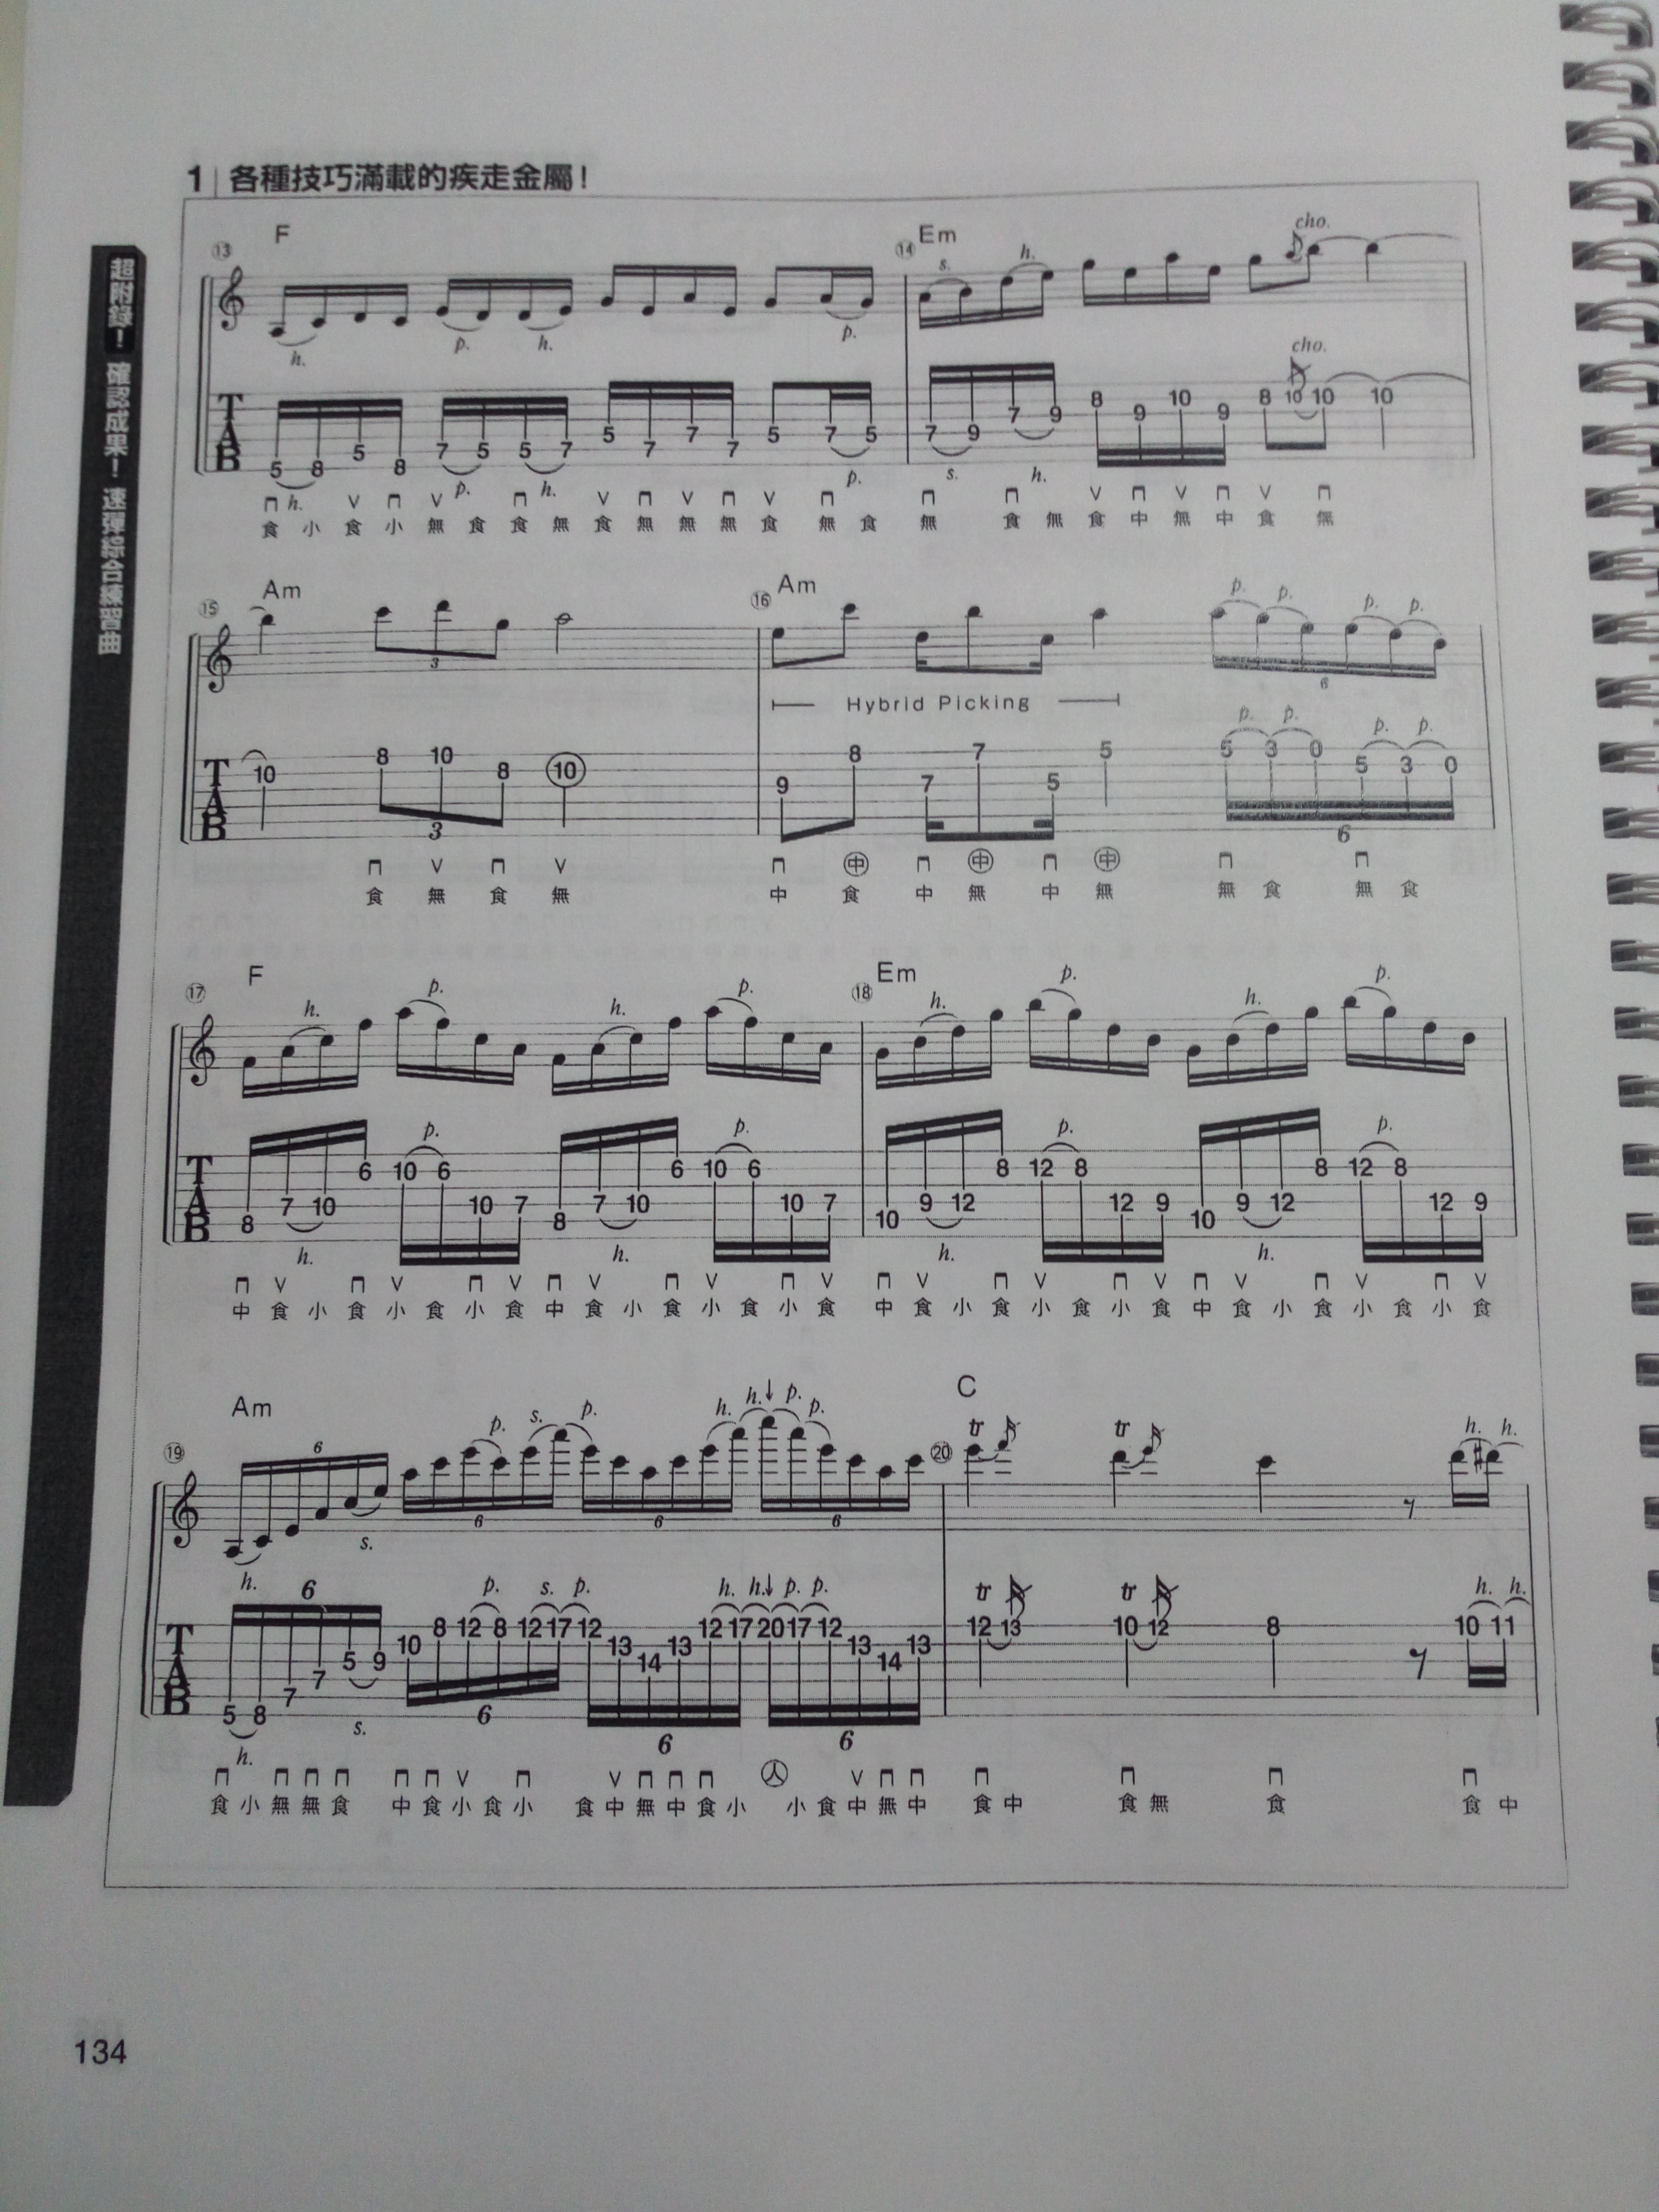 1 各種技巧滿載的疾走金屬！
超附錄！ 確認成果！ 速彈綜合練習曲
⑬ F ⑭ Em
h. p. h. p. s. h. cho.
cho.
T A B
5 8 5 8 7 5 5 7 5 7 7 7 5 7 5 7 9 7 9 8 9 10 9 8 10 10 10
h. p. h. p. s. h.
食 小 食 小 無 食 食 無 食 無 無 無 食 無 食 無 食 無 食 中 無 中 食 無
⑮ Am ⑯ Am
p. p. p. p.
3 6
Hybrid Picking
p. p. p. p.
T A B
10 8 10 8 10 9 8 7 7 5 5 5 3 0 5 3 0
3 6
㊥ ㊥ ㊥
食 無 食 無 中 食 中 無 中 無 無 食 無 食
⑰ F ⑱ Em
h. p. h. p. h. p. h. p.
p. p. p. p.
T A B
8 7 10 6 10 6 10 7 8 7 10 6 10 6 10 7 10 9 12 8 12 8 12 9 10 9 12 8 12 8 12 9
h. h. h. h.
中 食 小 食 小 食 小 食 中 食 小 食 小 食 小 食 中 食 小 食 小 食 小 食 中 食 小 食 小 食 小 食
⑲ Am ⑳ C
6 p. s. p. h. h.↓ p. p. tr tr h. h.
h. s. 6 6 6
6 p. s. p. h. h.↓ p. p. tr tr h. h.
T A B
5 8 7 7 5 9 10 8 12 8 12 17 12 13 14 13 12 17 20 17 12 13 14 13 12 13 10 12 8 10 11
h. s. 6 6 6
人
食 小 無 無 食 中 食 小 食 小 食 中 無 中 食 小 小 食 中 無 中 食 中 食 無 食 食 中
134